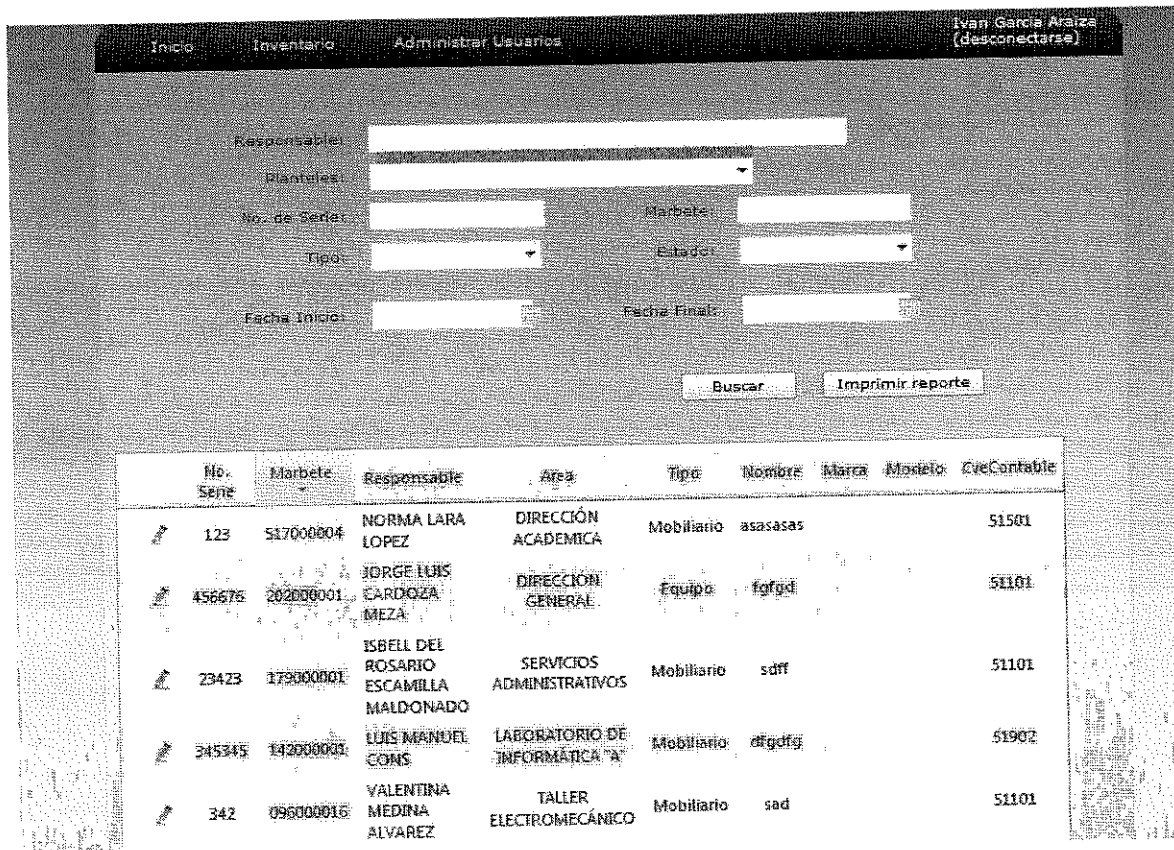 Inicio Inventario Administrar Usuarios Ivan Garcia Araiza
(desconectarse)
Responsable:
Planteles:
No. de Serie: Marbete:
Tipo: Estado:
Fecha Inicio: Fecha Final:
Buscar Imprimir reporte
No. Serie Marbete Responsable Area Tipo Nombre Marca Modelo CveContable
123 517000004 NORMA LARA LOPEZ DIRECCIÓN ACADEMICA Mobiliario asasasas 51501
456676 202000001 JORGE LUIS CARDOZA MEZA DIRECCION GENERAL Equipo fgfgd 51101
23423 179000001 ISBELL DEL ROSARIO ESCAMILLA MALDONADO SERVICIOS ADMINISTRATIVOS Mobiliario sdff 51101
345345 142000001 LUIS MANUEL CONS LABORATORIO DE INFORMÁTICA "A" Mobiliario dfgdfg 51902
342 096000016 VALENTINA MEDINA ALVAREZ TALLER ELECTROMECÁNICO Mobiliario sad 51101